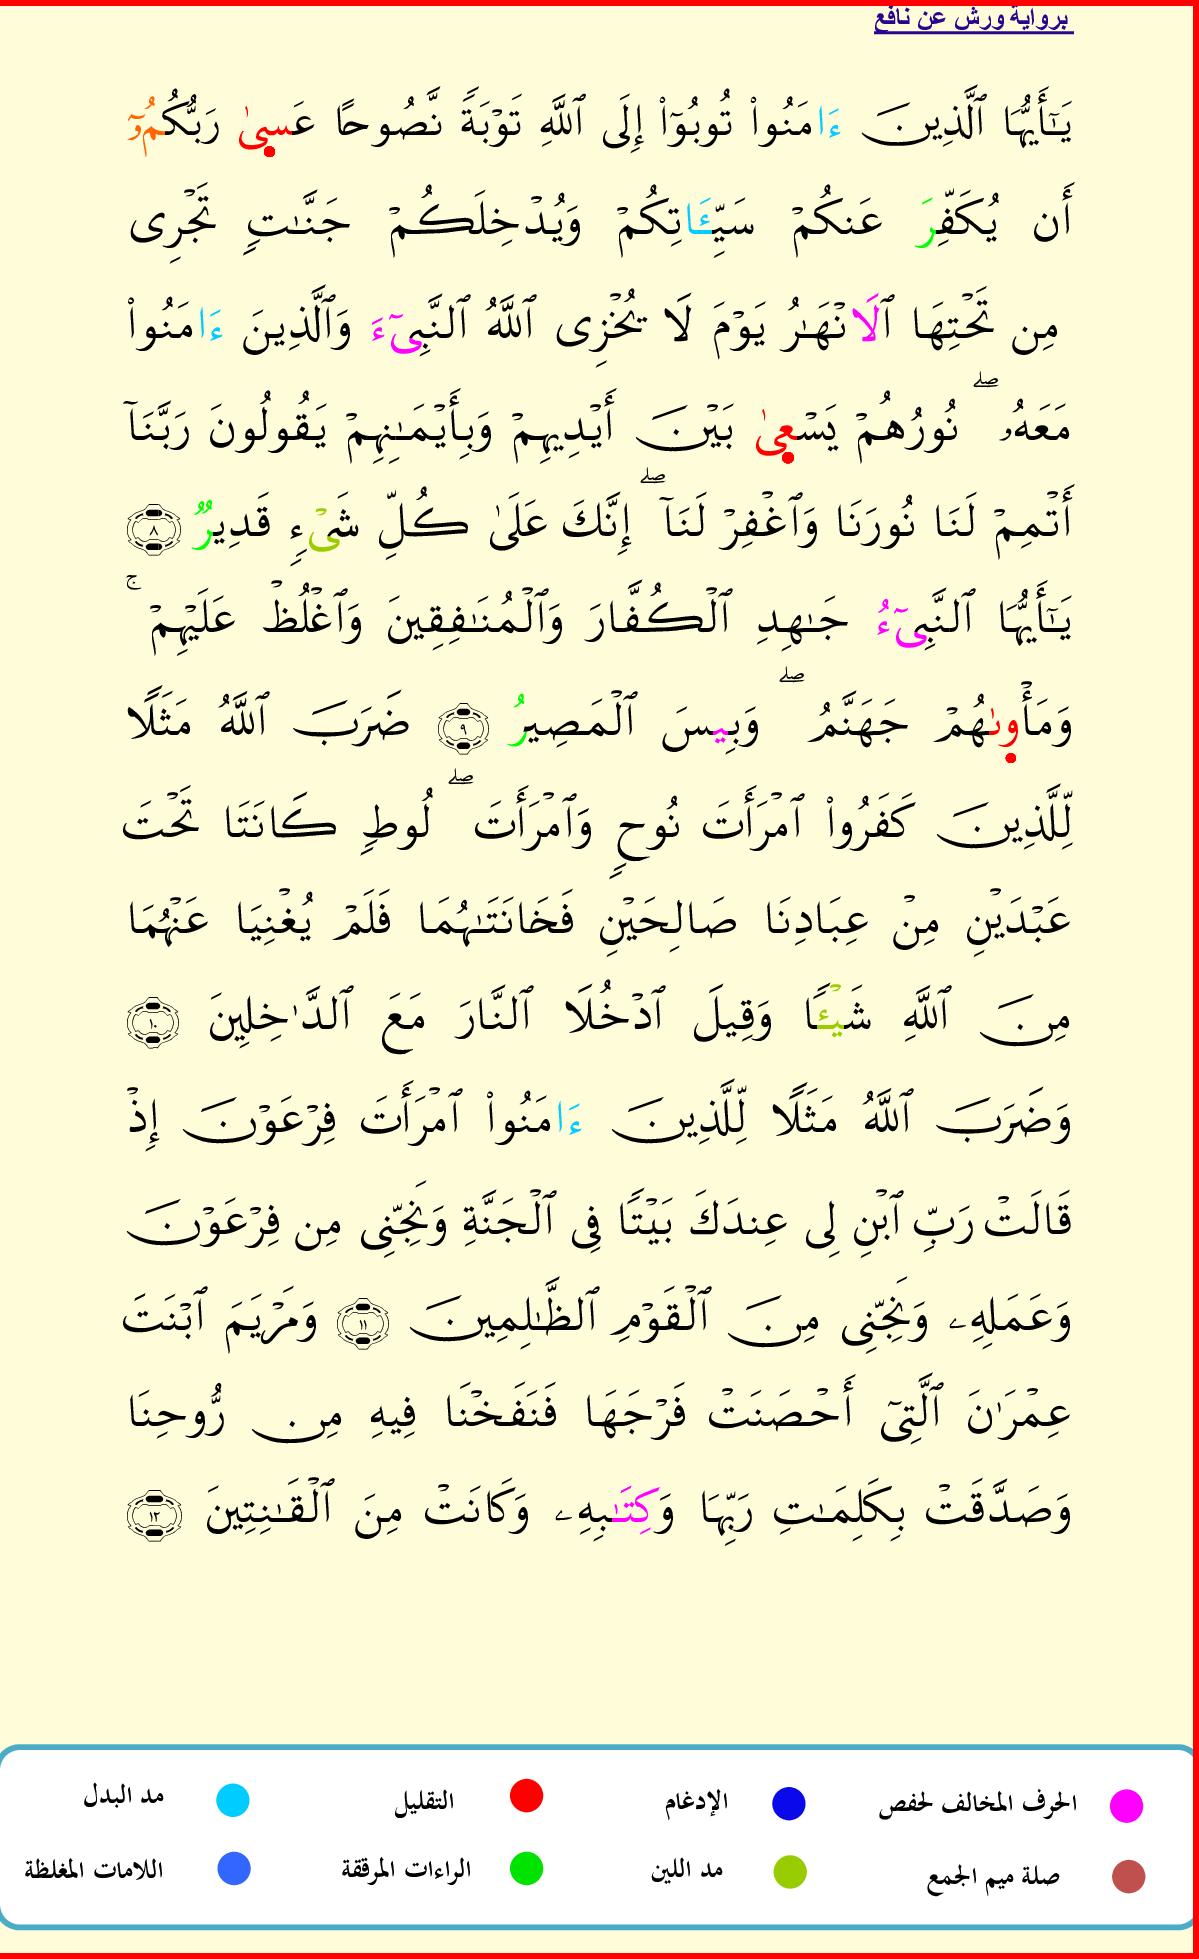 برواية ورش عن نافع
يَـٰٓأَيُّهَا ٱلَّذِينَ ءَامَنُوا۟ تُوبُوٓا۟ إِلَى ٱللَّهِ تَوْبَةً نَّصُوحًا عَسىٰ رَبُّكُمُۥٓ
أَن يُكَفِّرَ عَنكُمْ سَيِّـَٔاتِكُمْ وَيُدْخِلَكُمْ جَنَّـٰتٍ تَجْرِى
مِن تَحْتِهَا ٱلَانْهَـٰرُ يَوْمَ لَا يُخْزِى ٱللَّهُ ٱلنَّبِىٓءَ وَٱلَّذِينَ ءَامَنُوا۟
مَعَهُۥ ۖ نُورُهُمْ يَسْعىٰ بَيْنَ أَيْدِيهِمْ وَبِأَيْمَـٰنِهِمْ يَقُولُونَ رَبَّنَآ
أَتْمِمْ لَنَا نُورَنَا وَٱغْفِرْ لَنَآ ۖ إِنَّكَ عَلَىٰ كُلِّ شَىْءٍ قَدِيرٌ ٨
يَـٰٓأَيُّهَا ٱلنَّبِىٓءُ جَـٰهِدِ ٱلْكُفَّارَ وَٱلْمُنَـٰفِقِينَ وَٱغْلُظْ عَلَيْهِمْ ۚ
وَمَأْوىٰهُمْ جَهَنَّمُ ۖ وَبِيسَ ٱلْمَصِيرُ ٩ ضَرَبَ ٱللَّهُ مَثَلًا
لِّلَّذِينَ كَفَرُوا۟ ٱمْرَأَتَ نُوحٍ وَٱمْرَأَتَ ۖ لُوطٍ كَانَتَا تَحْتَ
عَبْدَيْنِ مِنْ عِبَادِنَا صَالِحَيْنِ فَخَانَتَـٰهُمَا فَلَمْ يُغْنِيَا عَنْهُمَا
مِنَ ٱللَّهِ شَيْـًٔا وَقِيلَ ٱدْخُلَا ٱلنَّارَ مَعَ ٱلدَّٰخِلِينَ ١٠
وَضَرَبَ ٱللَّهُ مَثَلًا لِّلَّذِينَ ءَامَنُوا۟ ٱمْرَأَتَ فِرْعَوْنَ إِذْ
قَالَتْ رَبِّ ٱبْنِ لِى عِندَكَ بَيْتًا فِى ٱلْجَنَّةِ وَنَجِّنِى مِن فِرْعَوْنَ
وَعَمَلِهِۦ وَنَجِّنِى مِنَ ٱلْقَوْمِ ٱلظَّـٰلِمِينَ ١١ وَمَرْيَمَ ٱبْنَتَ
عِمْرَٰنَ ٱلَّتِىٓ أَحْصَنَتْ فَرْجَهَا فَنَفَخْنَا فِيهِ مِن رُّوحِنَا
وَصَدَّقَتْ بِكَلِمَـٰتِ رَبِّهَا وَكِتَـٰبِهِۦ وَكَانَتْ مِنَ ٱلْقَـٰنِتِينَ ١٢
الحرف المخالف لحفص الإدغام التقليل مد البدل
صلة ميم الجمع مد اللين الراءات المرققة اللامات المغلظة